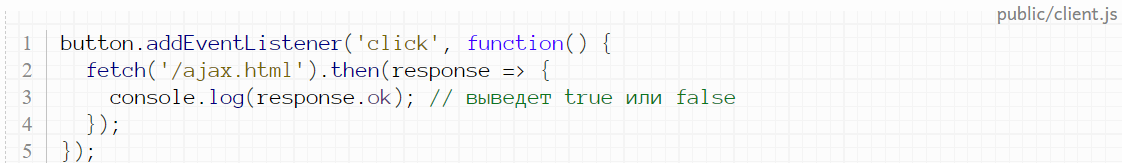 public/client.js
1 button.addEventListener('click', function() {
2 fetch('/ajax.html').then(response => {
3 console.log(response.ok); // выведет true или false
4 });
5 });